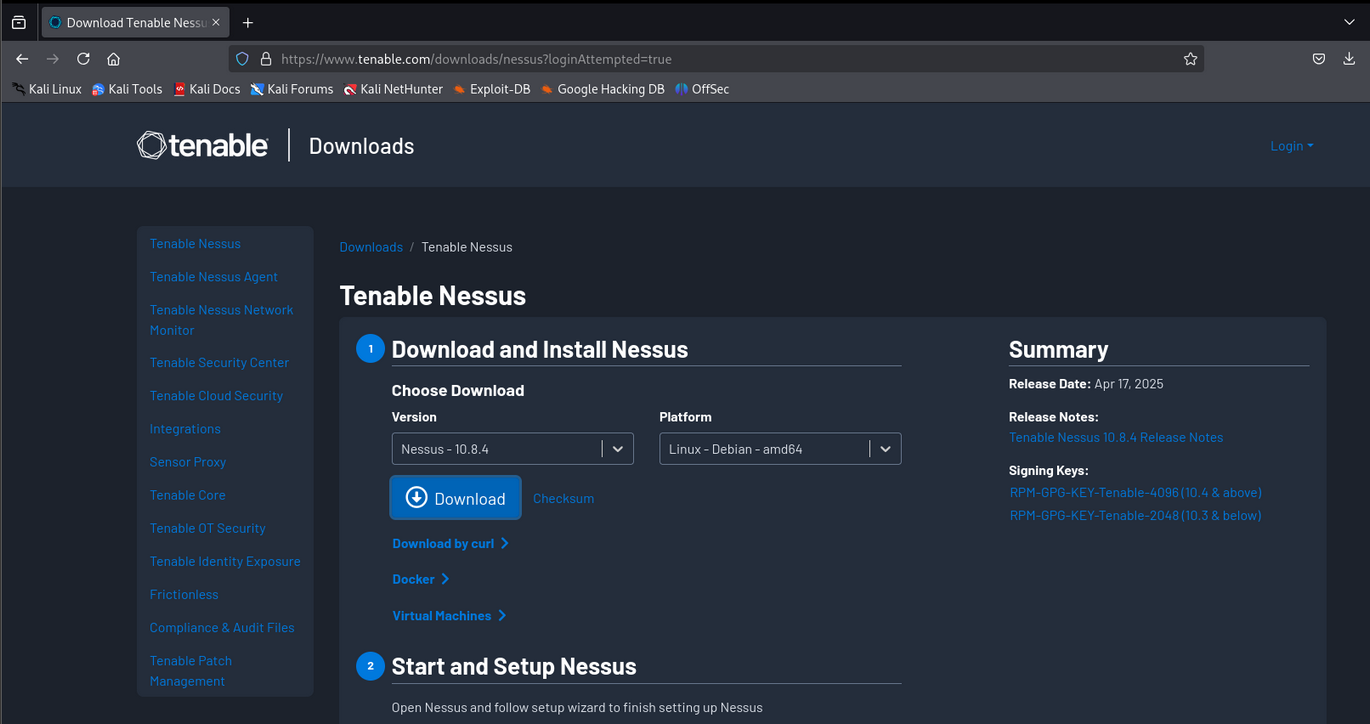 Download Tenable Nessu
https://www.tenable.com/downloads/nessus?loginAttempted=true
Kali Linux Kali Tools Kali Docs Kali Forums Kali NetHunter Exploit-DB Google Hacking DB OffSec
tenable Downloads
Login
Tenable Nessus
Tenable Nessus Agent
Tenable Nessus Network
Monitor
Tenable Security Center
Tenable Cloud Security
Integrations
Sensor Proxy
Tenable Core
Tenable OT Security
Tenable Identity Exposure
Frictionless
Compliance & Audit Files
Tenable Patch
Management
Downloads / Tenable Nessus
Tenable Nessus
1 Download and Install Nessus
Choose Download
Version Platform
Nessus - 10.8.4 Linux - Debian - amd64
Download Checksum
Download by curl
Docker
Virtual Machines
2 Start and Setup Nessus
Open Nessus and follow setup wizard to finish setting up Nessus
Summary
Release Date: Apr 17, 2025
Release Notes:
Tenable Nessus 10.8.4 Release Notes
Signing Keys:
RPM-GPG-KEY-Tenable-4096 (10.4 & above)
RPM-GPG-KEY-Tenable-2048 (10.3 & below)